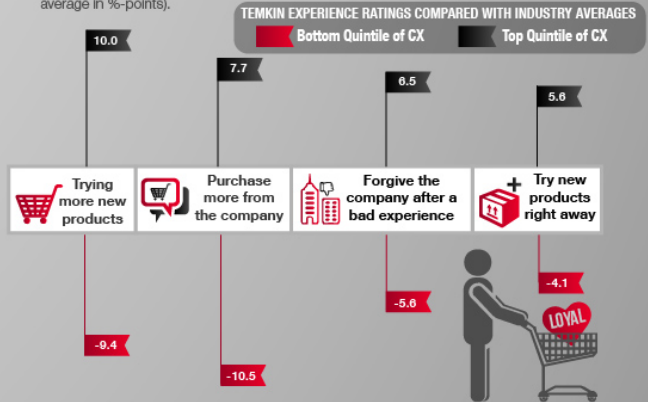 average in %-points).
TEMKIN EXPERIENCE RATINGS COMPARED WITH INDUSTRY AVERAGES
Bottom Quintile of CX
Top Quintile of CX
10.0
7.7
6.5
5.6
Trying
more new
products
Purchase
more from
the company
Forgive the
company after a
bad experience
Try new
products
right away
-9.4
-10.5
-5.6
-4.1
LOYAL